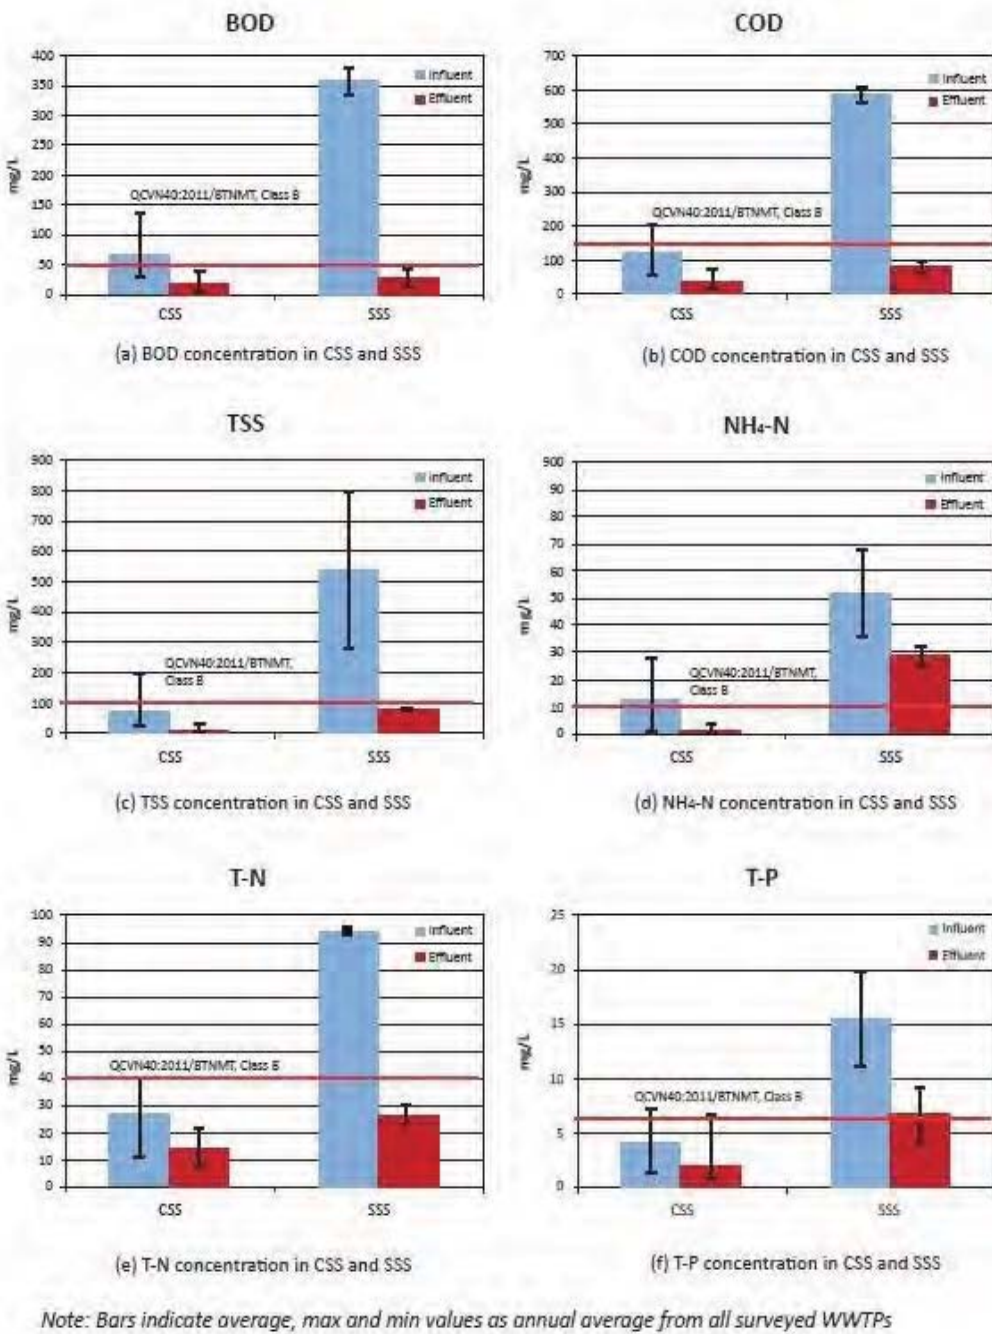 BOD
400
350
300
250
200
150
100
50
0
mg/L
Influent
Effluent
QCVN40:2011/BTNMT, Class B
CSS
SSS
(a) BOD concentration in CSS and SSS
COD
700
600
500
400
300
200
100
0
mg/L
Influent
Effluent
QCVN40:2011/BTNMT, Class B
CSS
SSS
(b) COD concentration in CSS and SSS
TSS
900
800
700
600
500
400
300
200
100
0
mg/L
Influent
Effluent
QCVN40:2011/BTNMT,
Class B
CSS
SSS
(c) TSS concentration in CSS and SSS
NH4-N
900
90
80
70
60
50
40
30
20
10
0
mg/L
Influent
Effluent
QCVN40:2011/BTNMT,
Class B
CSS
SSS
(d) NH4-N concentration in CSS and SSS
T-N
100
90
80
70
60
50
40
30
20
10
0
mg/L
Influent
Effluent
QCVN40:2011/BTNMT, Class B
CSS
SSS
(e) T-N concentration in CSS and SSS
T-P
25
20
15
10
5
0
mg/L
Influent
Effluent
QCVN40:2011/BTNMT, Class B
CSS
SSS
(f) T-P concentration in CSS and SSS
Note: Bars indicate average, max and min values as annual average from all surveyed WWTPs